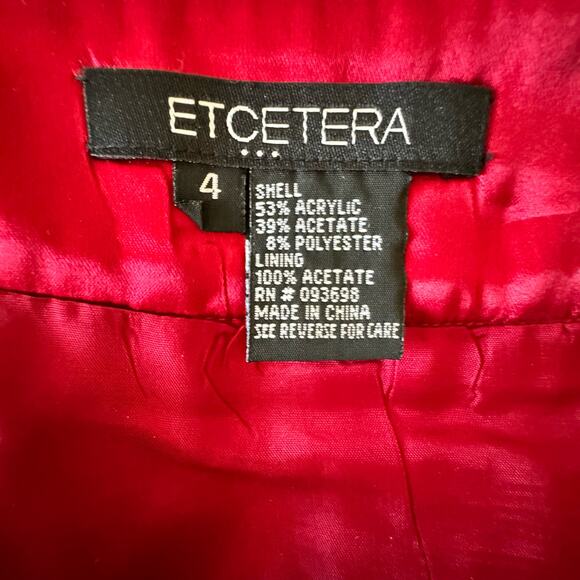 ETCETERA
...
4
SHELL
53% ACRYLIC
39% ACETATE
8% POLYESTER
LINING
100% ACETATE
RN # 093698
MADE IN CHINA
SEE REVERSE FOR CARE